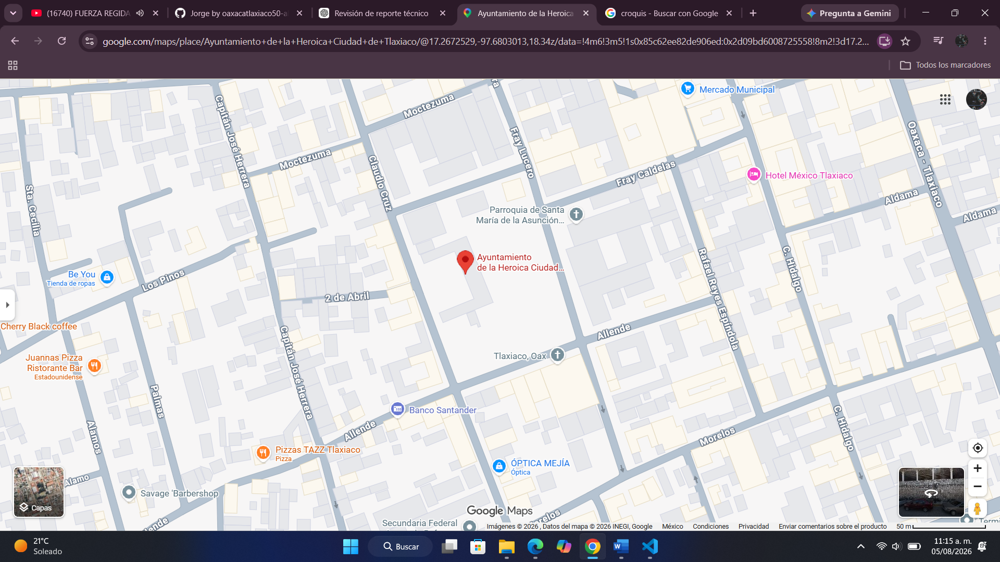 (16740) FUERZA REGIDA
Jorge by oaxacatlaxiaco50-a
Revisión de reporte técnico
Ayuntamiento de la Heroica
croquis - Buscar con Google
Pregunta a Gemini
google.com/maps/place/Ayuntamiento+de+la+Heroica+Ciudad+de+Tlaxiaco/@17.2672529,-97.6803013,18.34z/data=!4m6!3m5!1s0x85c62ee82de906ed:0x2d09bd6008725558!8m2!3d17.2...
Todos los marcadores
Mercado Municipal
Moctezuma
Capitán José Herrera
Fray Lucero
Oaxaca - Tlaxiaco
Moctezuma
Claudio Cruz
Fray Caldelas
Hotel México Tlaxiaco
Sta. Cecilia
Aldama
Aldama
Parroquia de Santa
María de la Asunción...
Ayuntamiento
de la Heroica Ciudad...
Rafael Reyes Espíndola
C. Hidalgo
Be You
Tienda de ropas
Los Pinos
2 de Abril
Cherry Black coffee
Allende
Capitán José Herrera
Juannas Pizza
Ristorante Bar
Estadounidense
Tlaxiaco, Oax
Palmas
Banco Santander
Alamos
Allende
Morelos
C. Hidalgo
Pizzas TAZZ Tlaxiaco
Pizza
ÓPTICA MEJÍA
Óptica
Alamo
Savage 'Barbershop
Capas
Google Maps
orelos
ende
Secundaria Federal
Termi
Imágenes © 2026 , Datos del mapa © 2026 INEGI, Google
México
Condiciones
Privacidad
Enviar comentarios sobre el producto
50 m
21°C
Soleado
Buscar
11:15 a. m.
05/08/2026